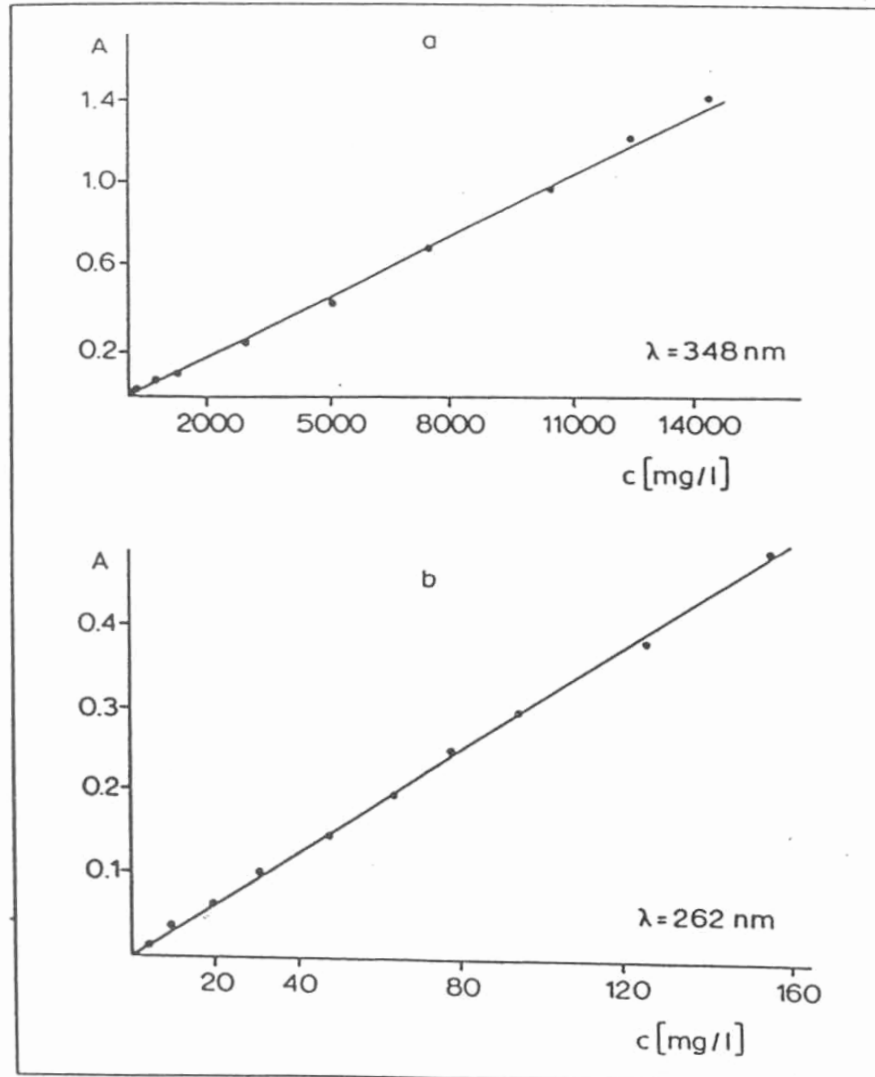 A
a
1.4
1.0
0.6
0.2
λ = 348 nm
2000 5000 8000 11000 14000
c [mg/l]
A
b
0.4
0.3
0.2
0.1
λ = 262 nm
20 40 80 120 160
c [mg/l]